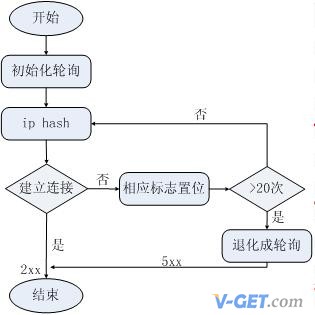 开始
初始化轮询
ip hash
否
建立连接
否
相应标志置位
>20次
是
是
退化成轮询
5xx
2xx
结束
V-GET.com